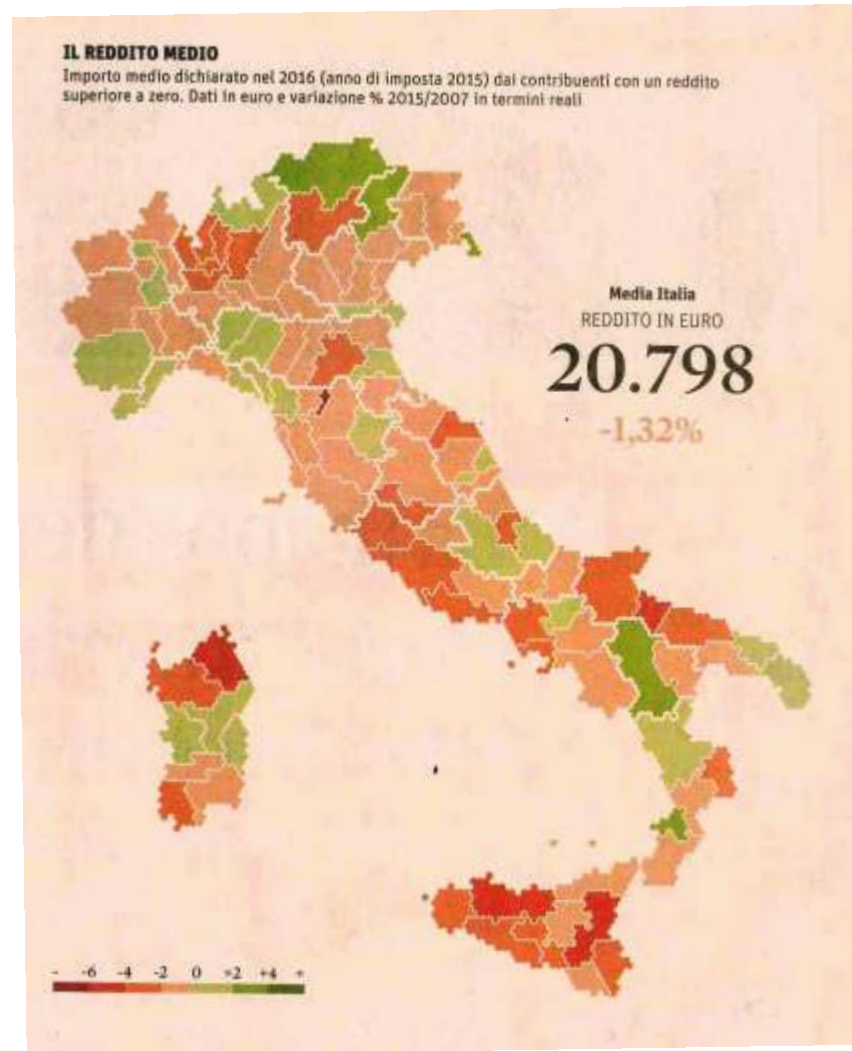 IL REDDITO MEDIO
Importo medio dichiarato nel 2016 (anno di imposta 2015) dai contribuenti con un reddito
superiore a zero. Dati in euro e variazione % 2015/2007 in termini reali
Media Italia
REDDITO IN EURO
20.798
-1,32%
- -6 -4 -2 0 +2 +4 +